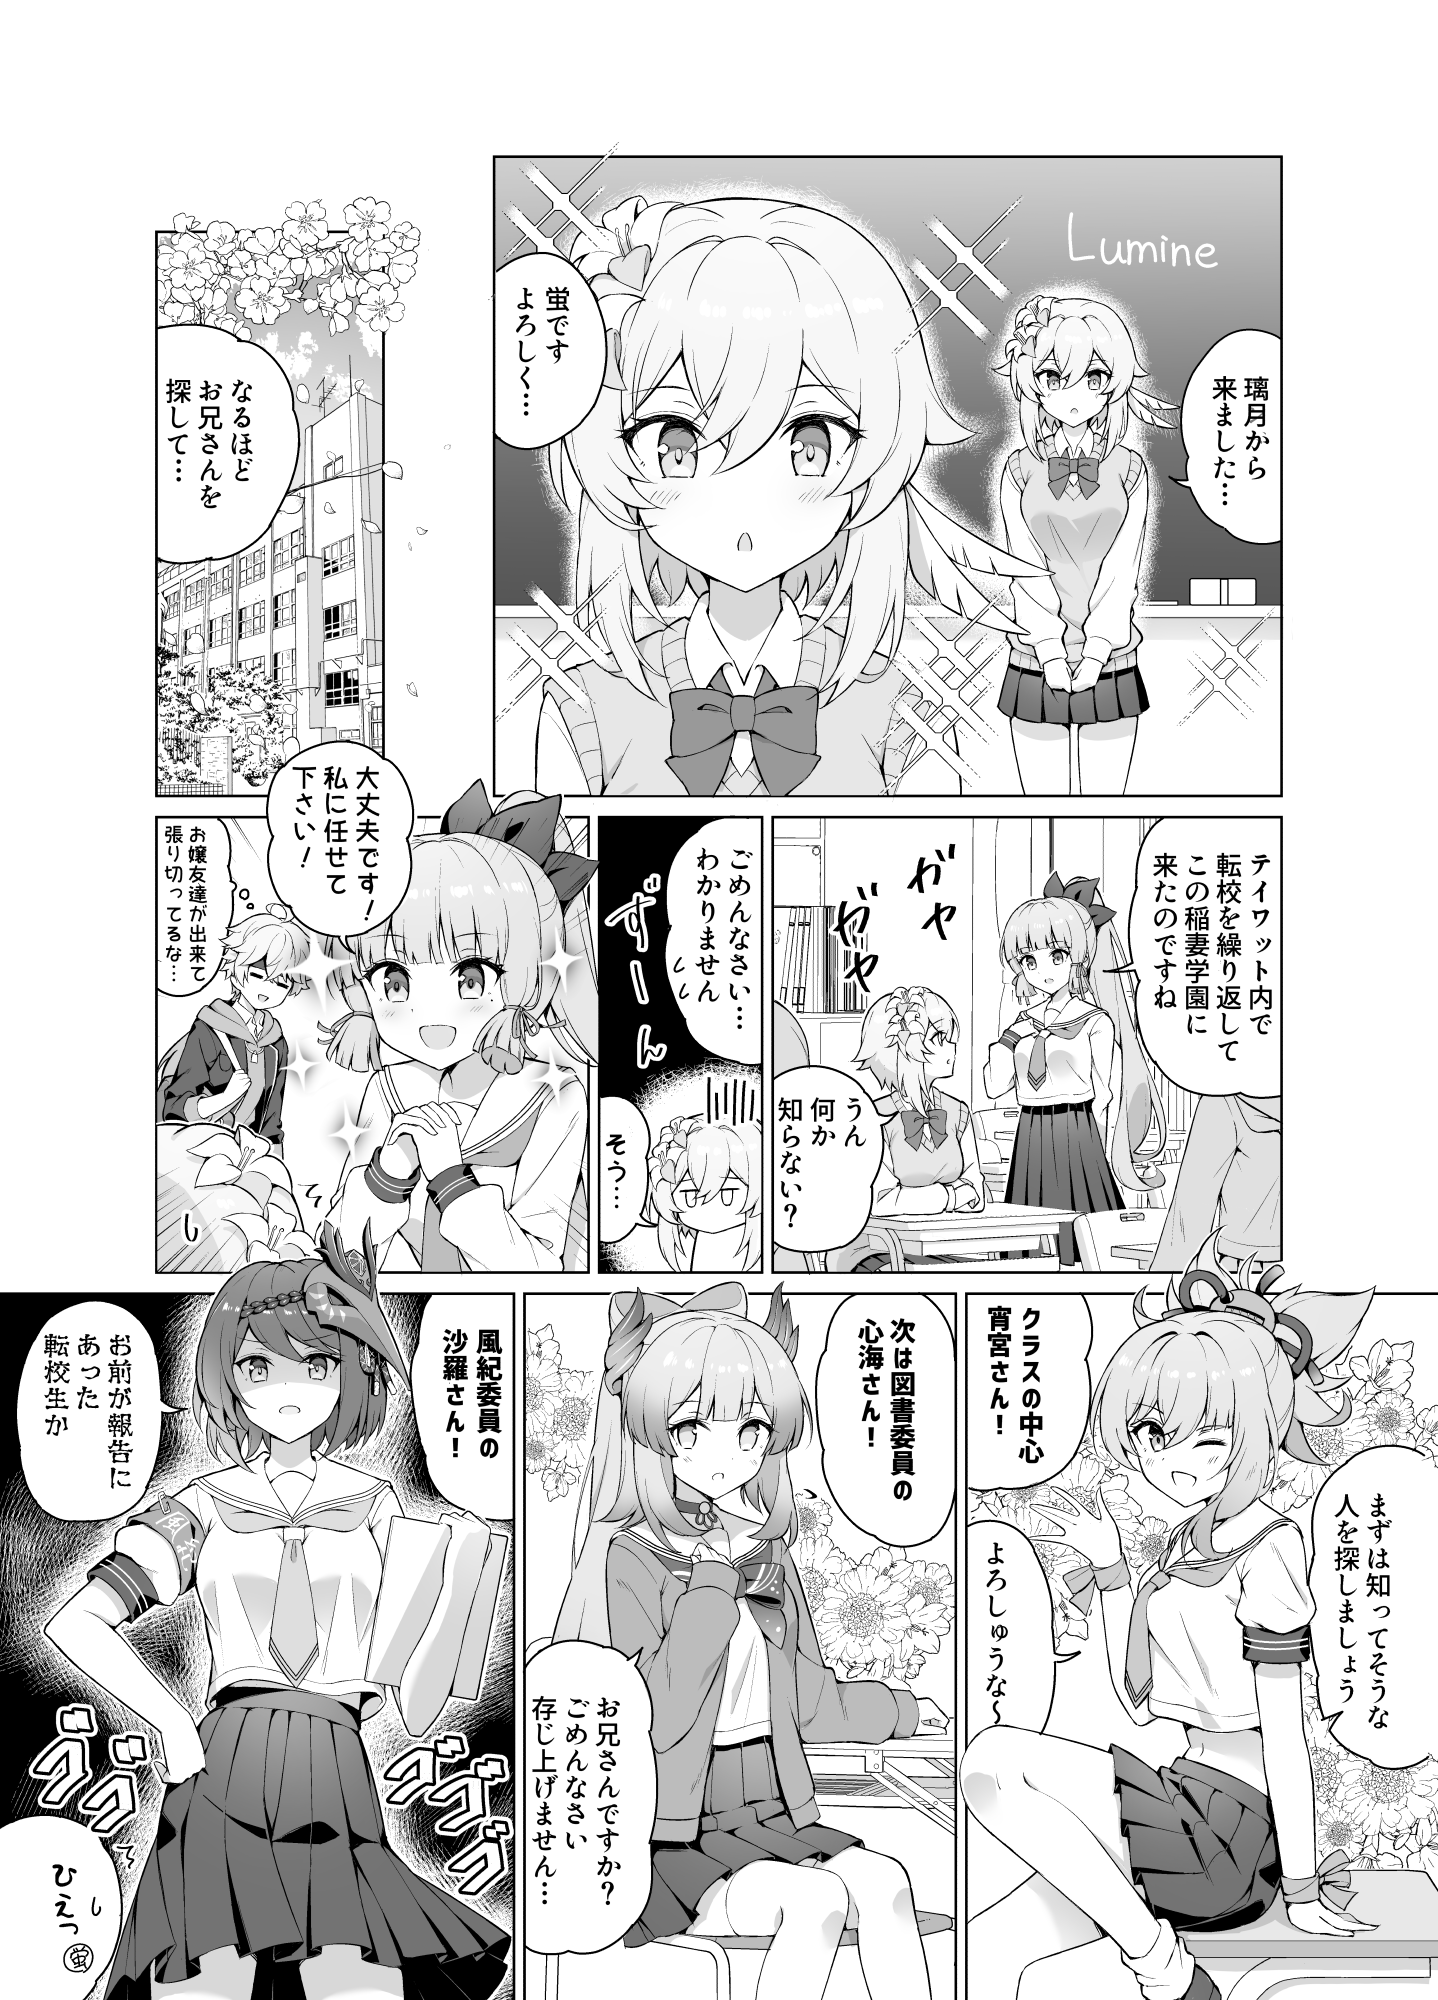 Lumine
璃月から
来ました…
蛍です
よろしく…
なるほど
お兄さんを
探して…
テイワット内で
転校を繰り返して
この稲妻学園に
来たのですね
ガヤ
ガヤ
うん
何か
知らない?
ごめんなさい…
わかりません
ずーん
そう…
大丈夫です!
私に任せて
下さい!
お嬢友達が出来て
張り切ってるな…
まずは知ってそうな
人を探しましょう
クラスの中心
宵宮さん!
よろしゅうな〜
次は図書委員の
心海さん!
お兄さんですか?
ごめんなさい
存じ上げません…
風紀委員の
沙羅さん!
お前が報告に
あった
転校生か
風紀
ゴゴゴ
ゴゴゴ
ひえっ
蛍